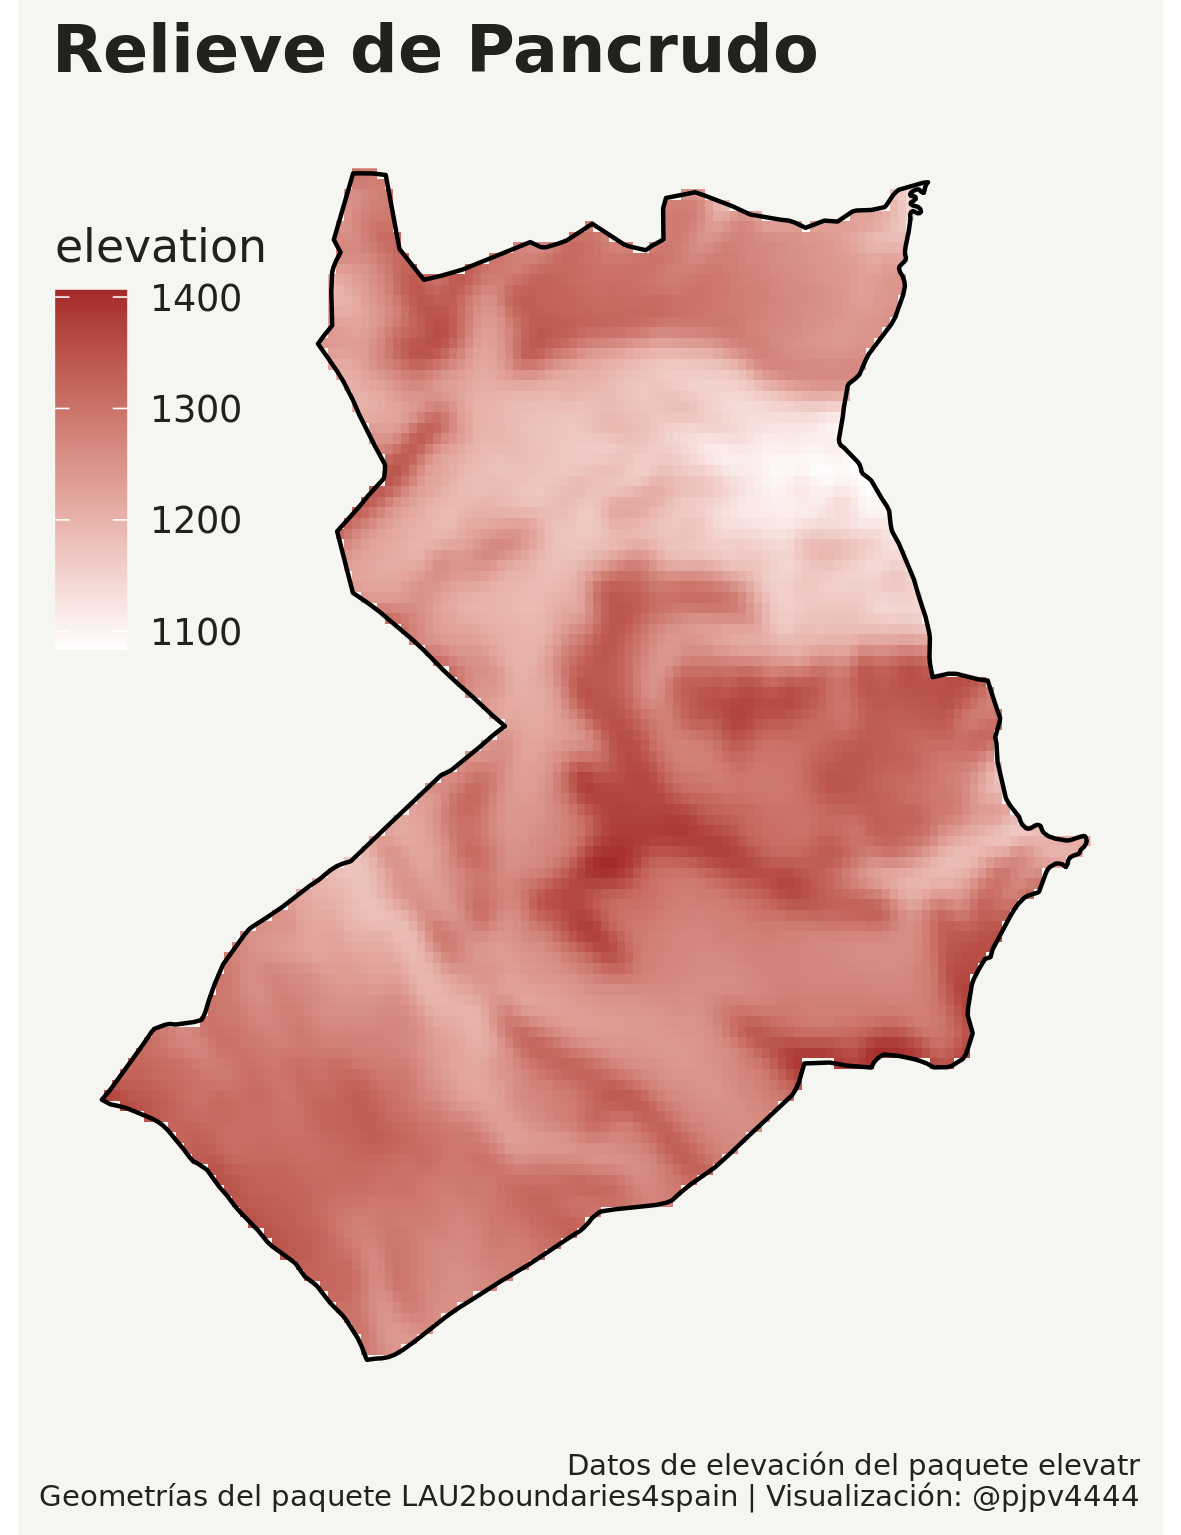 Relieve de Pancrudo
elevation
1400
1300
1200
1100
Datos de elevación del paquete elevatr
Geometrías del paquete LAU2boundaries4spain | Visualización: @pjpv4444